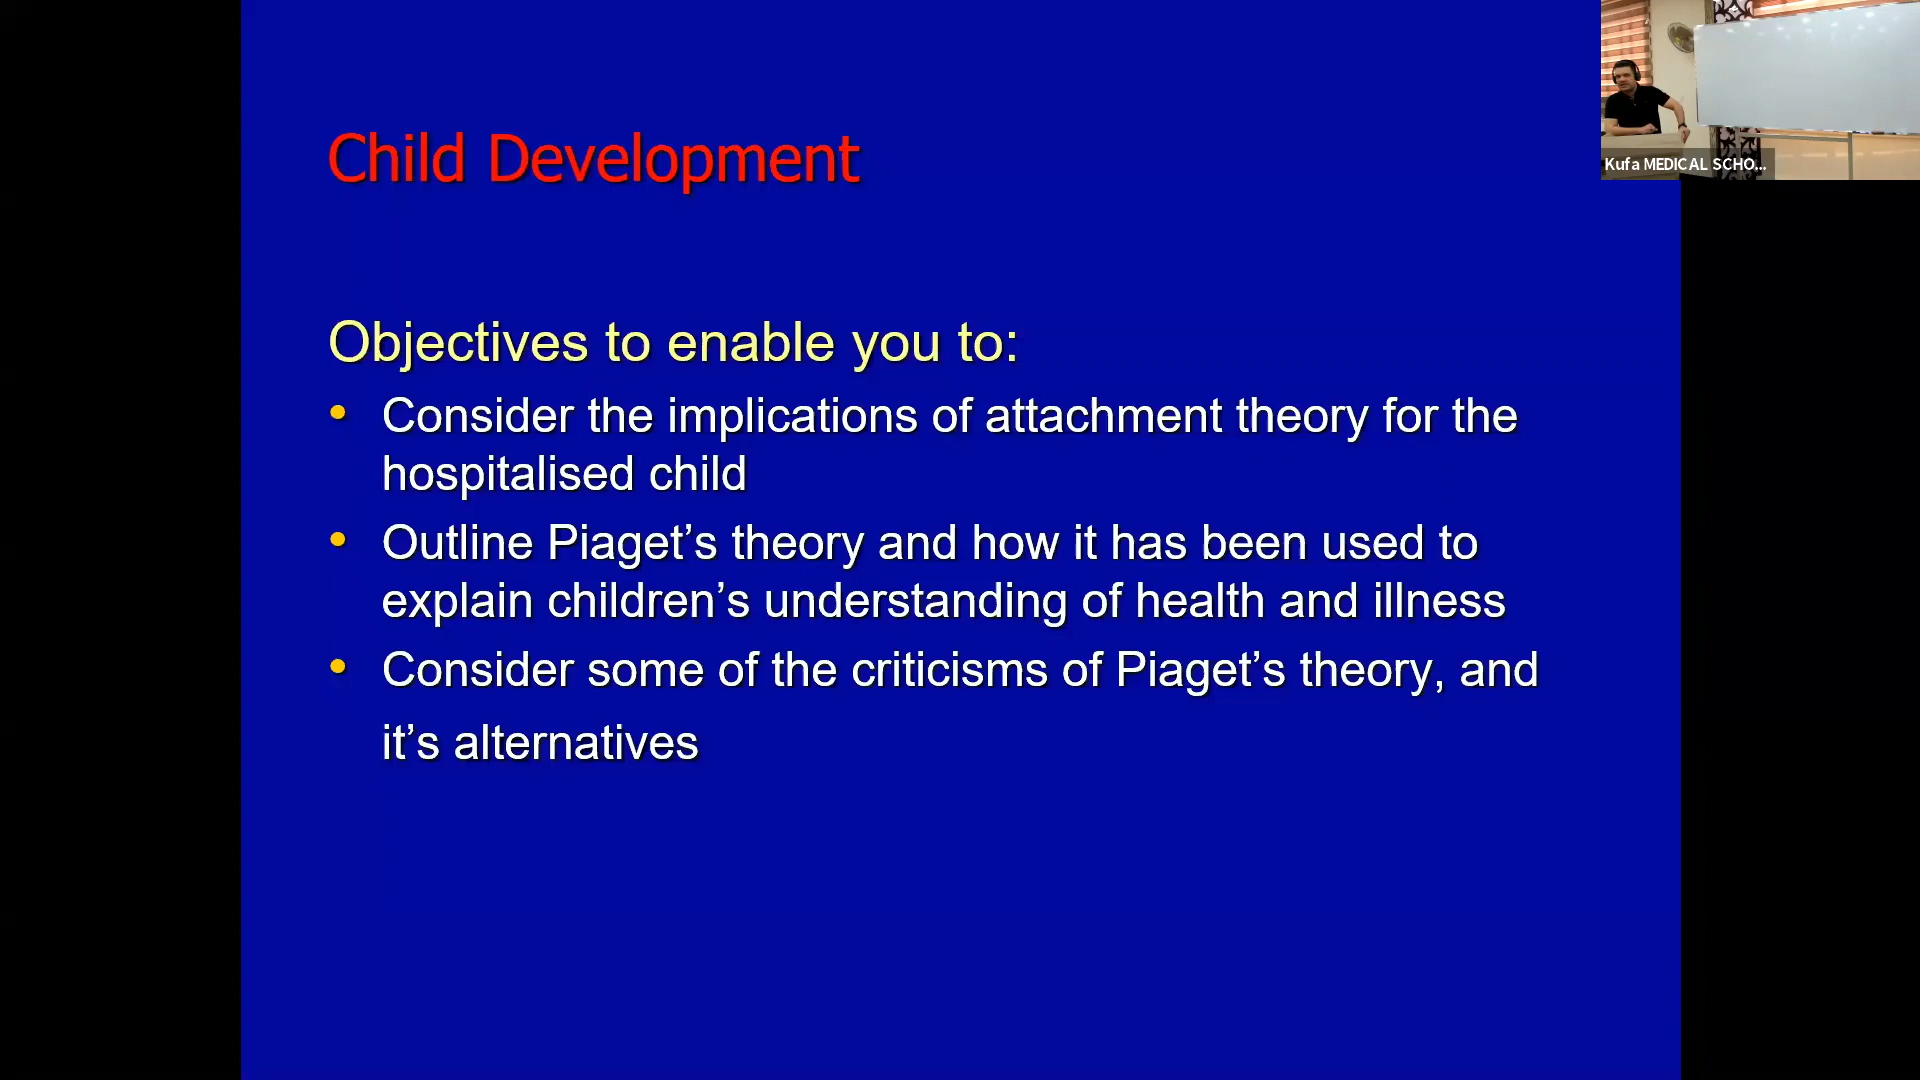 Child Development
Kufa MEDICAL SCHO...
Objectives to enable you to:
• Consider the implications of attachment theory for the
hospitalised child
• Outline Piaget’s theory and how it has been used to
explain children’s understanding of health and illness
• Consider some of the criticisms of Piaget’s theory, and
it’s alternatives